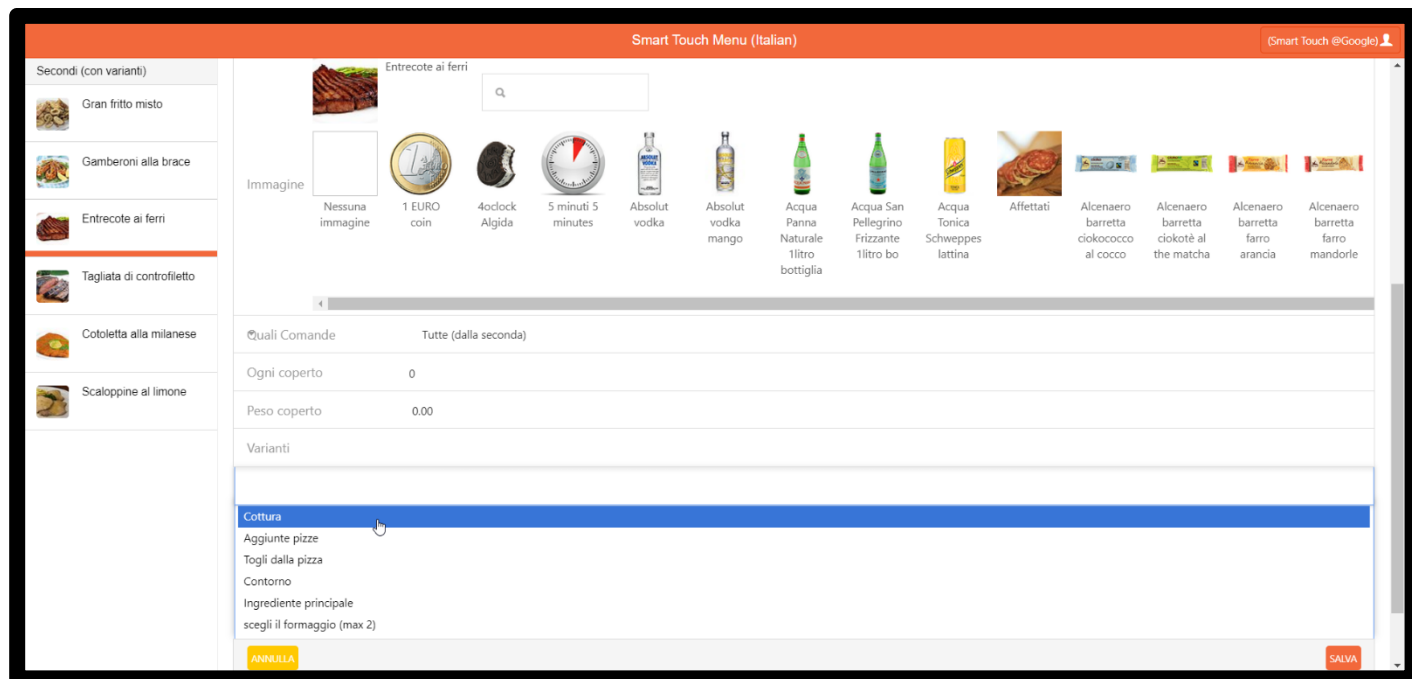 Smart Touch Menu (Italian)
(Smart Touch @Google)
Secondi (con varianti)
Gran fritto misto
Gamberoni alla brace
Entrecote ai ferri
Tagliata di controfiletto
Cotoletta alla milanese
Scaloppine al limone
Entrecote ai ferri
Immagine
Nessuna
immagine
1 EURO
coin
4oclock
Algida
5 minuti 5
minutes
Absolut
vodka
Absolut
vodka
mango
Acqua
Panna
Naturale
1litro
bottiglia
Acqua San
Pellegrino
Frizzante
1litro bo
Acqua
Tonica
Schweppes
lattina
Affettati
Alcenaero
barretta
ciokococco
al cocco
Alcenaero
barretta
ciokotè al
the matcha
Alcenaero
barretta
farro
arancia
Alcenaero
barretta
farro
mandorle
Quali Comande Tutte (dalla seconda)
Ogni coperto 0
Peso coperto 0.00
Varianti
Cottura
Aggiunte pizze
Togli dalla pizza
Contorno
Ingrediente principale
scegli il formaggio (max 2)
ANNULLA
SALVA